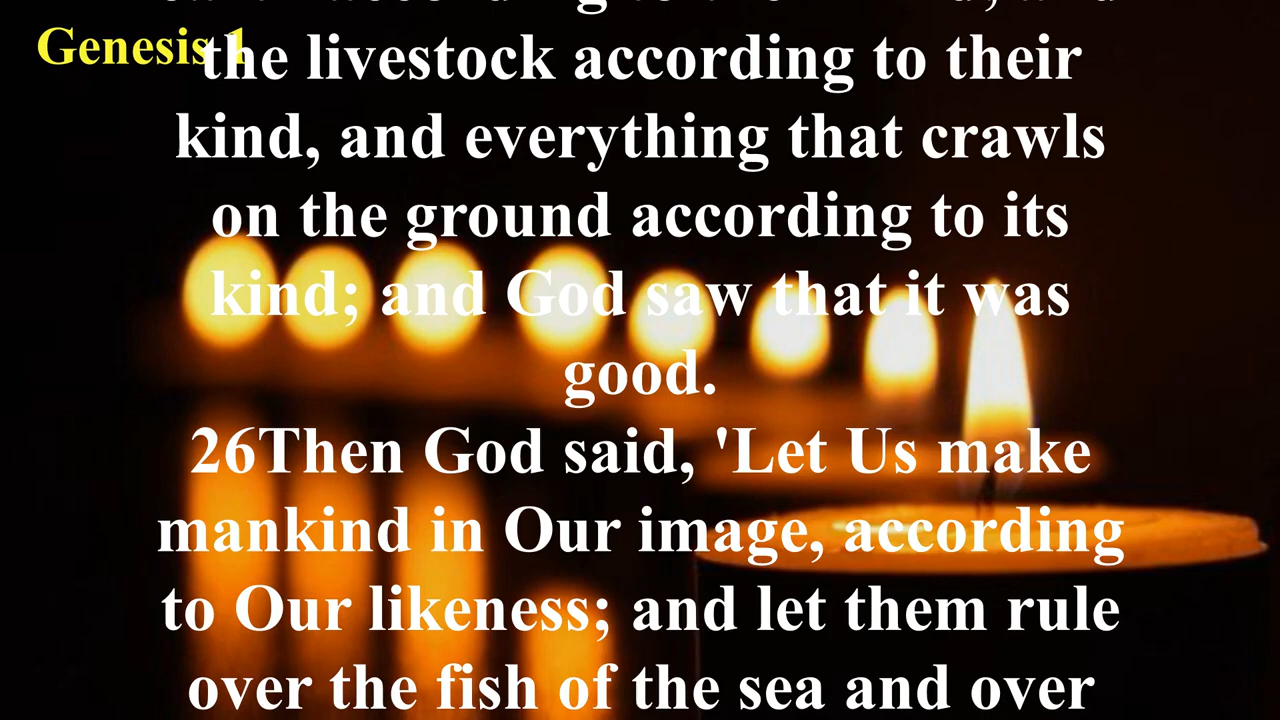 Genesis 1
the livestock according to their
kind, and everything that crawls
on the ground according to its
kind; and God saw that it was
good.
26Then God said, 'Let Us make
mankind in Our image, according
to Our likeness; and let them rule
over the fish of the sea and over